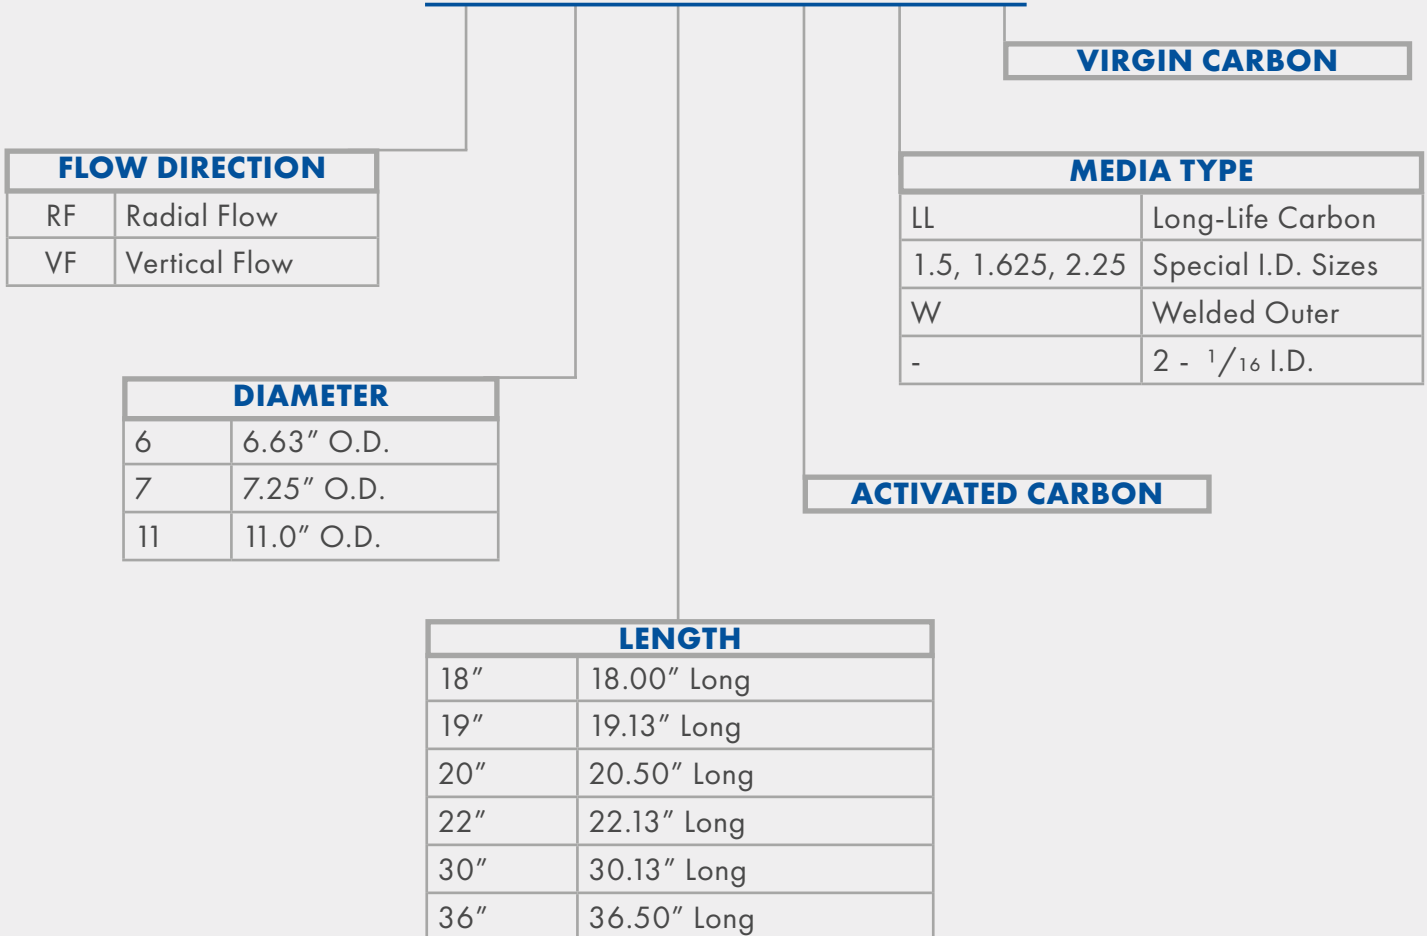 VIRGIN CARBON
FLOW DIRECTION
RF Radial Flow
VF Vertical Flow
MEDIA TYPE
LL Long-Life Carbon
1.5, 1.625, 2.25 Special I.D. Sizes
W Welded Outer
- 2 - 1/16 I.D.
DIAMETER
6 6.63” O.D.
7 7.25” O.D.
11 11.0” O.D.
ACTIVATED CARBON
LENGTH
18” 18.00” Long
19” 19.13” Long
20” 20.50” Long
22” 22.13” Long
30” 30.13” Long
36” 36.50” Long